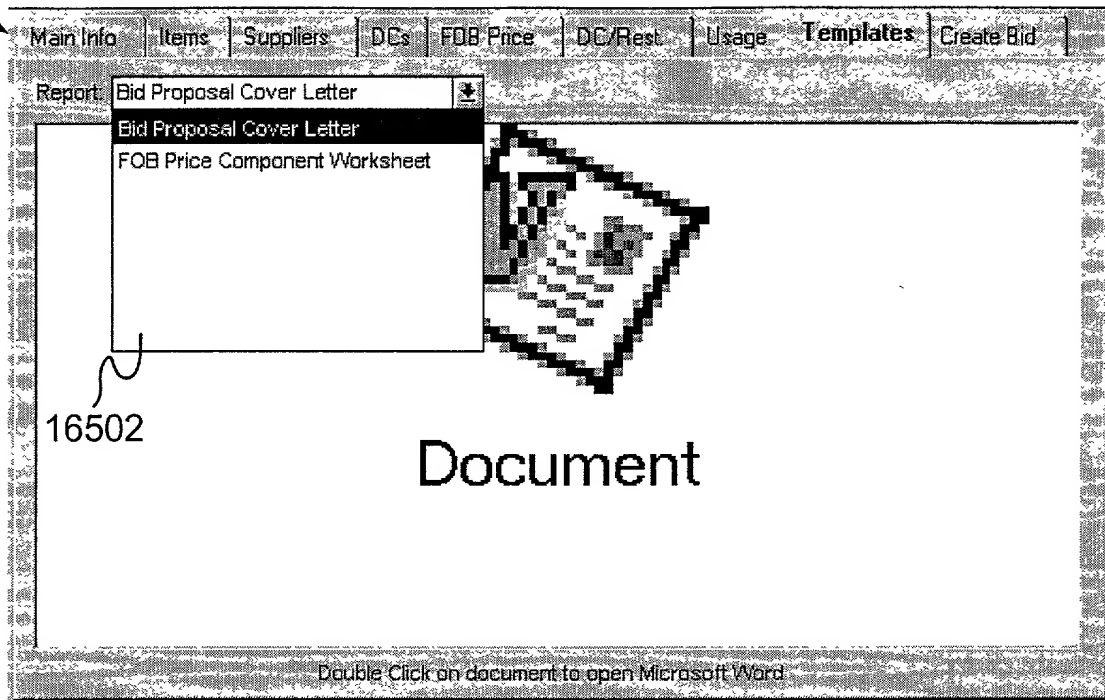 Main Info Items Suppliers DCs FOB Price DC/Rest. Usage Templates Create Bid
Report: Bid Proposal Cover Letter
Bid Proposal Cover Letter
FOB Price Component Worksheet
16502
Document
Double Click on document to open Microsoft Word